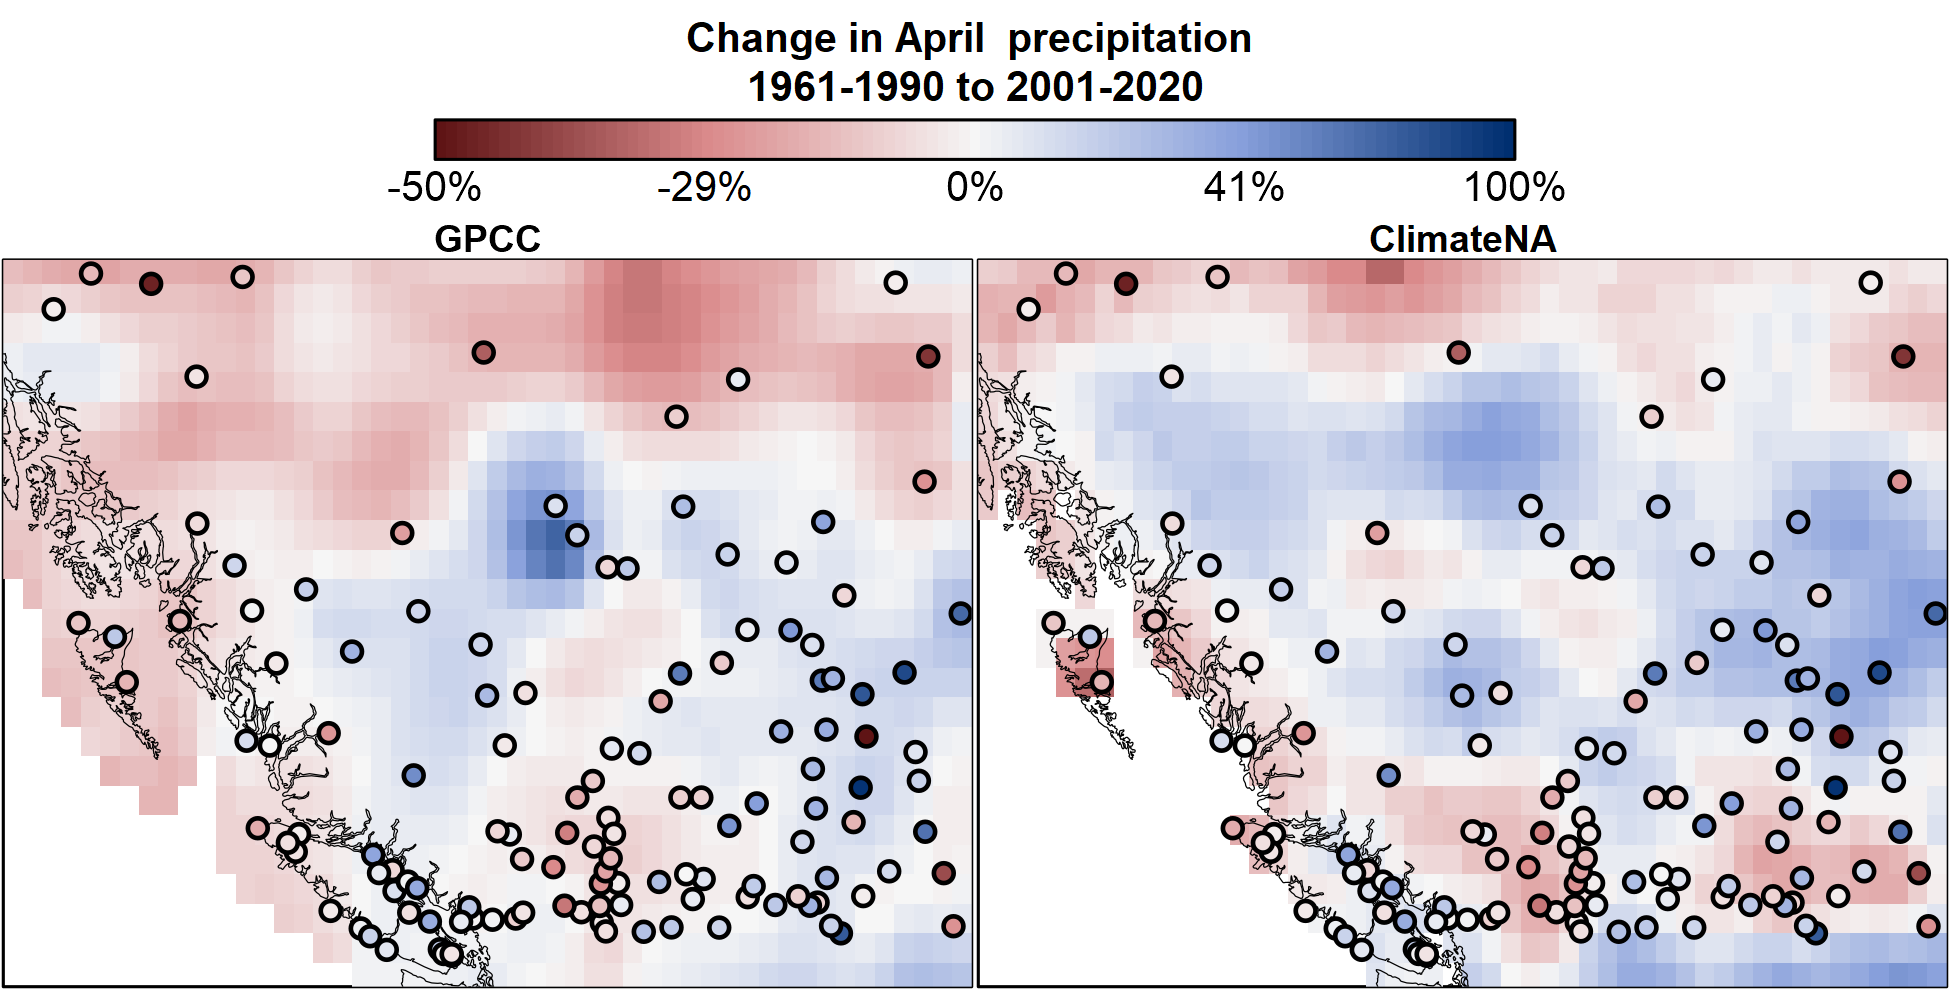 Change in April  precipitation
1961-1990 to 2001-2020
-50% -29% 0% 41% 100%
GPCC ClimateNA